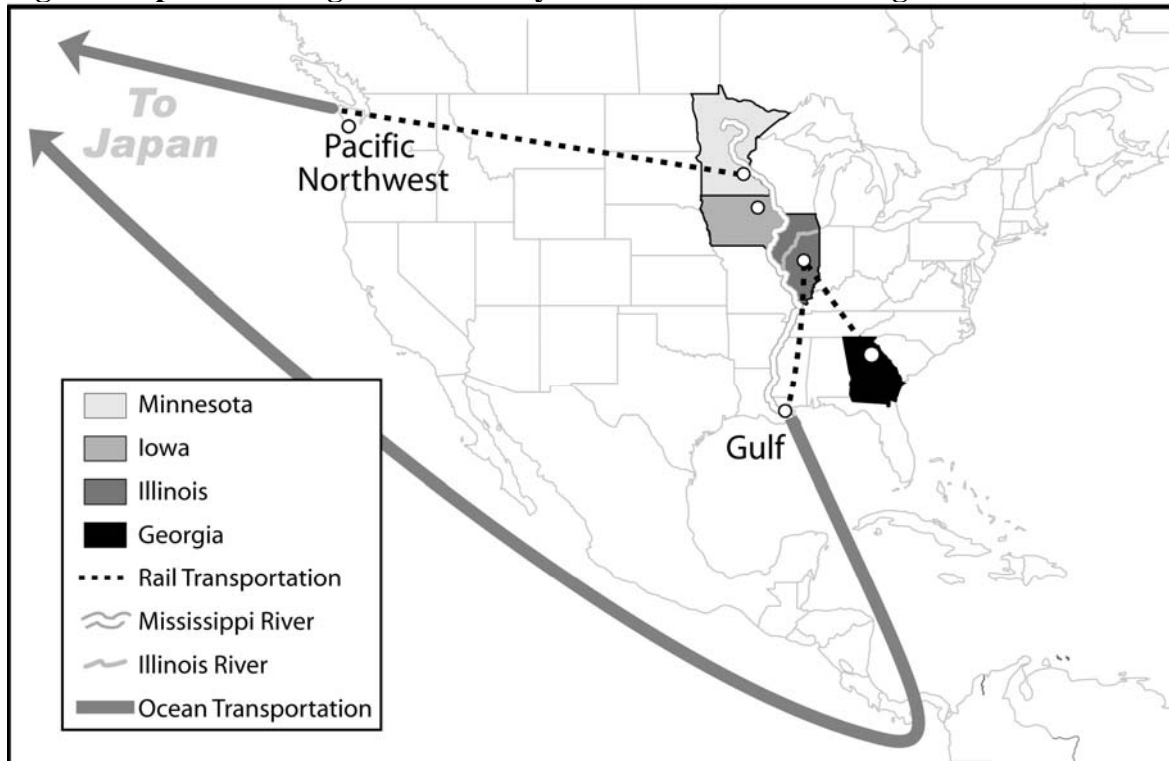 To
Japan
Pacific
Northwest
Gulf
Minnesota
Iowa
Illinois
Georgia
Rail Transportation
Mississippi River
Illinois River
Ocean Transportation